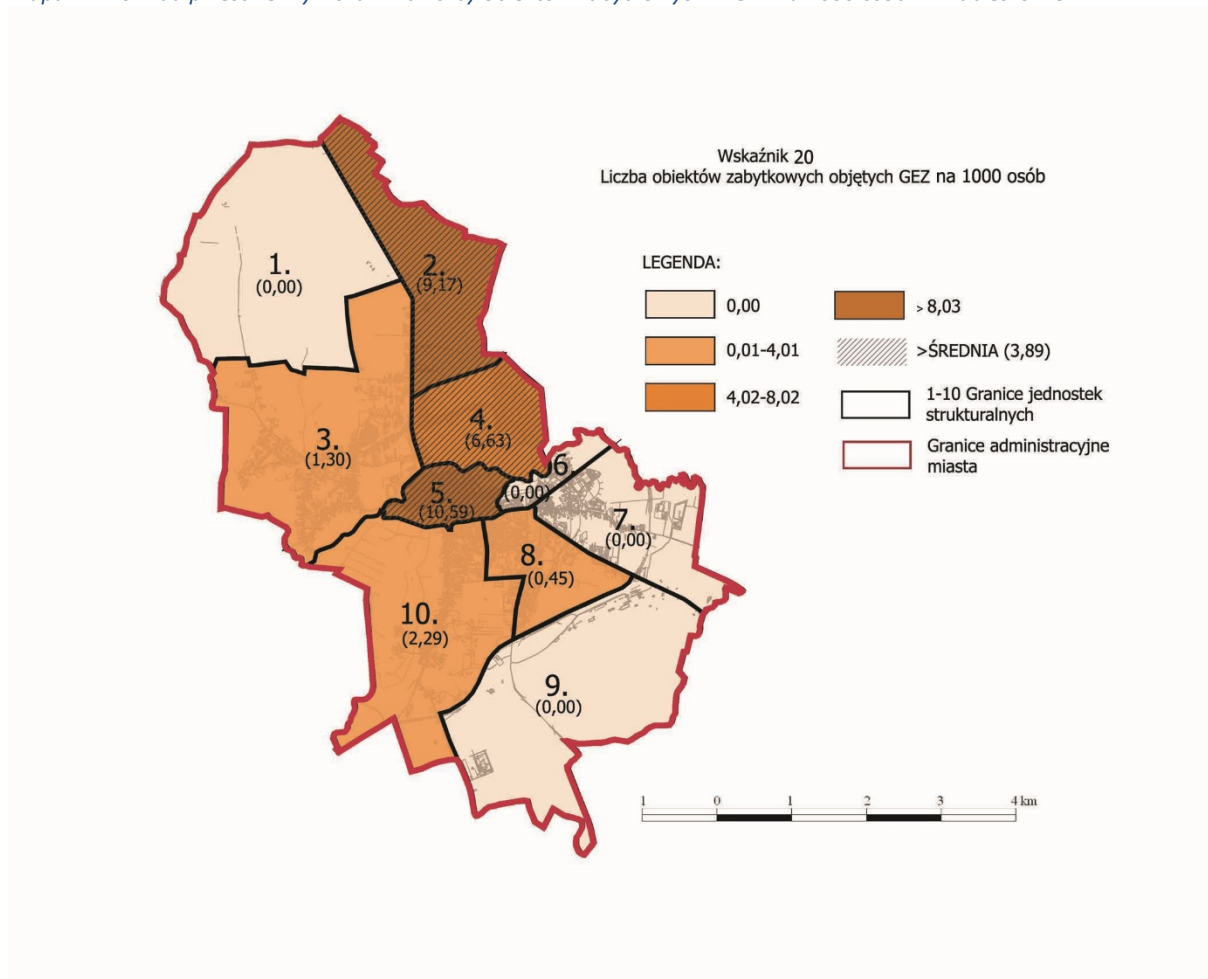 Wskaźnik 20
Liczba obiektów zabytkowych objętych GEZ na 1000 osób
LEGENDA:
0,00
0,01-4,01
4,02-8,02
> 8,03
>ŚREDNIA (3,89)
1-10 Granice jednostek
strukturalnych
Granice administracyjne
miasta
1.
(0,00)
2.
(9,17)
3.
(1,30)
4.
(6,63)
5.
(10,59)
6.
(0,00)
7.
(0,00)
8.
(0,45)
9.
(0,00)
10.
(2,29)
1 0 1 2 3 4 km